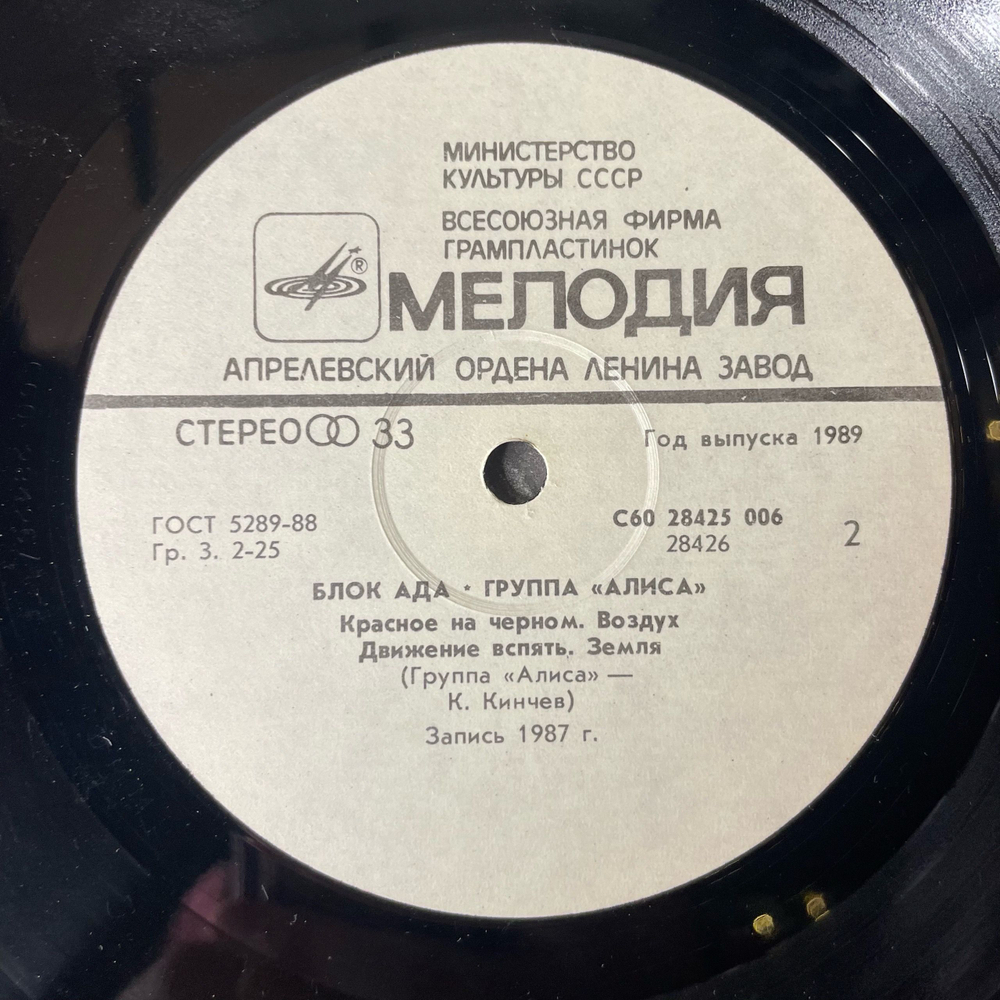 МИНИСТЕРСТВО
КУЛЬТУРЫ СССР
ВСЕСОЮЗНАЯ ФИРМА
ГРАМПЛАСТИНОК
®
МЕЛОДИЯ
АПРЕЛЕВСКИЙ ОРДЕНА ЛЕНИНА ЗАВОД
СТЕРЕО 33
Год выпуска 1989
ГОСТ 5289-88
Гр. 3. 2-25
С60 28425 006
28426
2
БЛОК АДА * ГРУППА «АЛИСА»
Красное на черном. Воздух
Движение вспять. Земля
(Группа «Алиса» —
К. Кинчев)
Запись 1987 г.